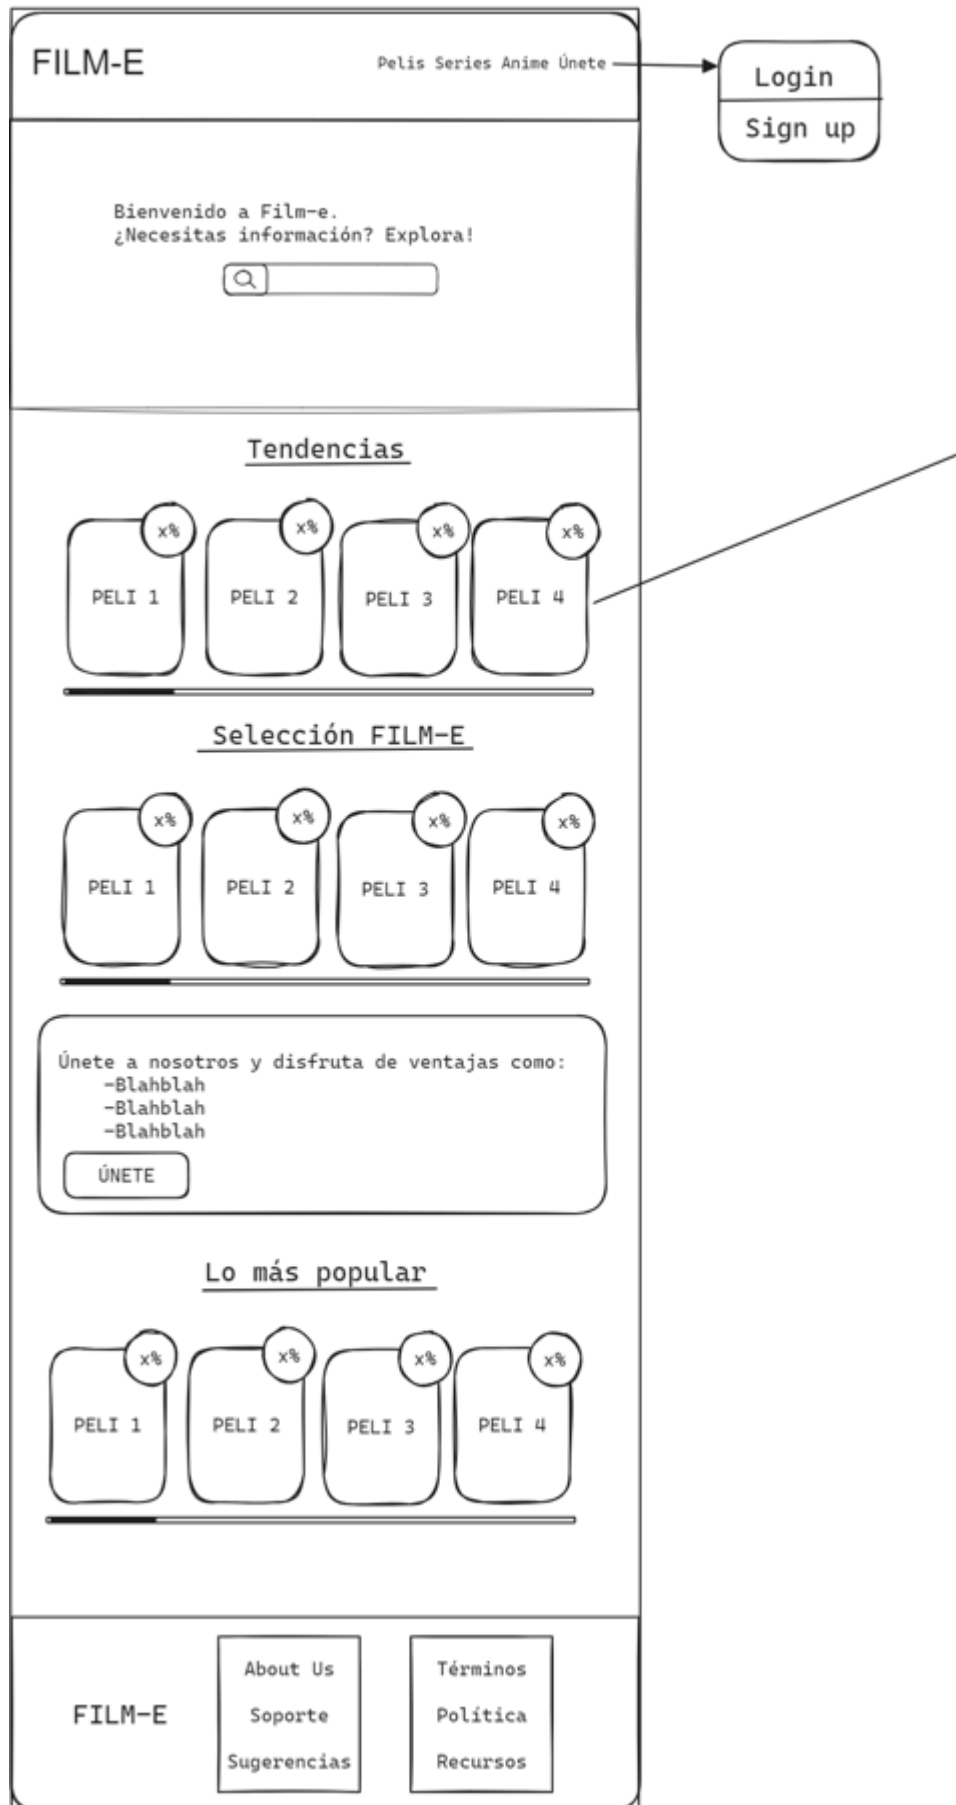 FILM-E
Pelis Series Anime Únete
Login
Sign up
Bienvenido a Film-e.
¿Necesitas información? Explora!
Tendencias
x% x% x% x%
PELI 1 PELI 2 PELI 3 PELI 4
Selección FILM-E
x% x% x% x%
PELI 1 PELI 2 PELI 3 PELI 4
Únete a nosotros y disfruta de ventajas como:
-Blahblah
-Blahblah
-Blahblah
ÚNETE
Lo más popular
x% x% x% x%
PELI 1 PELI 2 PELI 3 PELI 4
FILM-E
About Us
Soporte
Sugerencias
Términos
Política
Recursos